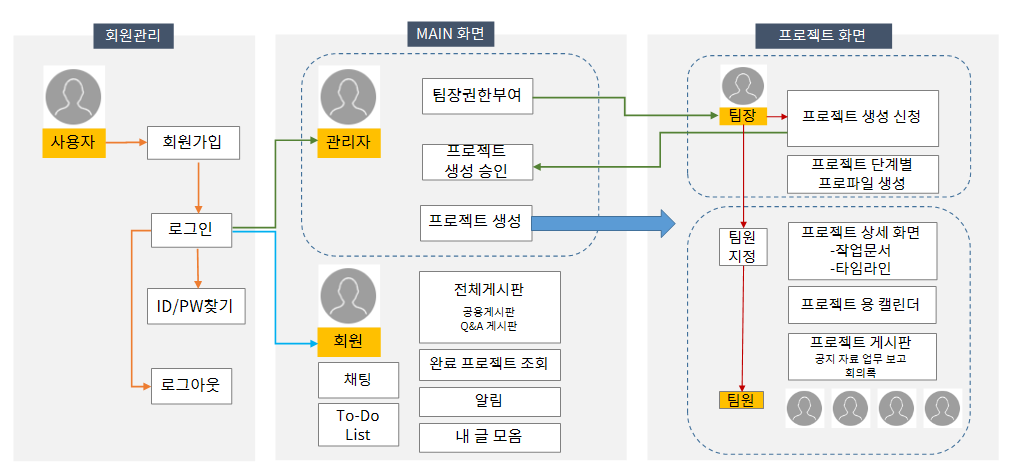 회원관리
사용자
회원가입
로그인
ID/PW찾기
로그아웃
MAIN 화면
관리자
팀장권한부여
프로젝트
생성 승인
프로젝트 생성
회원
채팅
To-Do
List
전체게시판
공용게시판
Q&A 게시판
완료 프로젝트 조회
알림
내 글 모음
프로젝트 화면
팀장
프로젝트 생성 신청
프로젝트 단계별
프로파일 생성
팀원
지정
프로젝트 상세 화면
-작업문서
-타임라인
프로젝트 용 캘린더
프로젝트 게시판
공지 자료 업무 보고
회의록
팀원